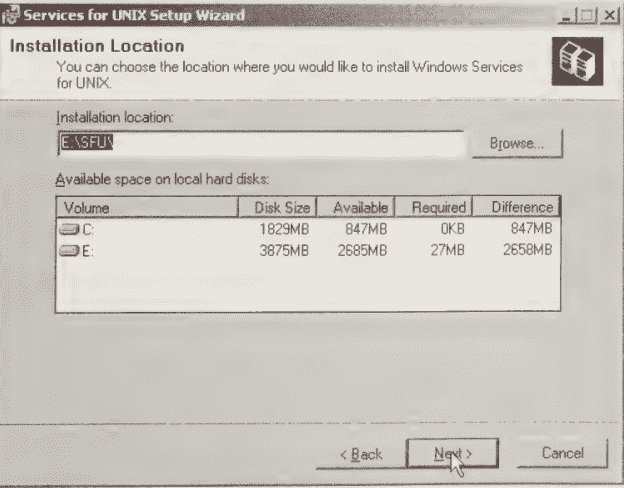 Services for UNIX Setup Wizard
Installation Location
You can choose the location where you would like to install Windows Services
for UNIX.
Installation location:
E:\SFU\
Browse...
Available space on local hard disks:
Volume Disk Size Available Required Difference
C: 1829MB 847MB 0KB 847MB
E: 3875MB 2685MB 27MB 2658MB
< Back Next > Cancel